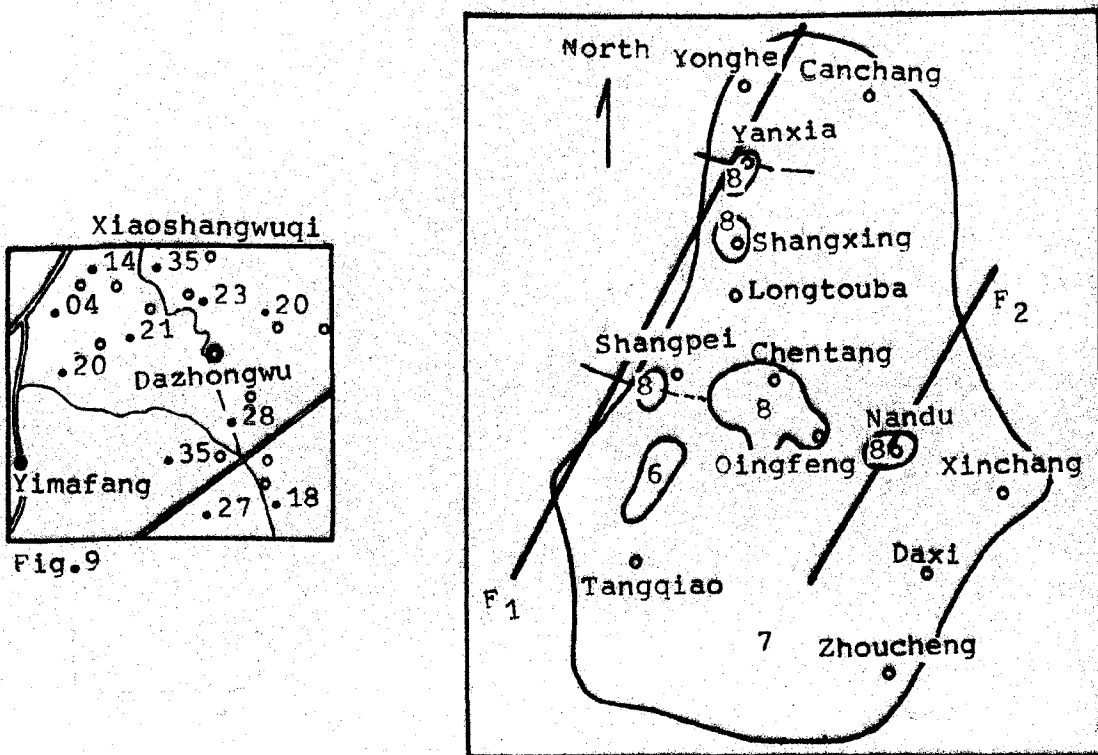 Xiaoshangwuqi
14 35
04 23 20
21
20
Dazhongwu
28
35
Yimafang
27 18
Fig.9
North Yonghe Canchang
Yanxia
8
8
Shangxing
Longtouba
F2
Shangpei Chentang
8
8
Nandu
86
6 Oingfeng Xinchang
Daxi
F1 Tangqiao
7 Zhoucheng